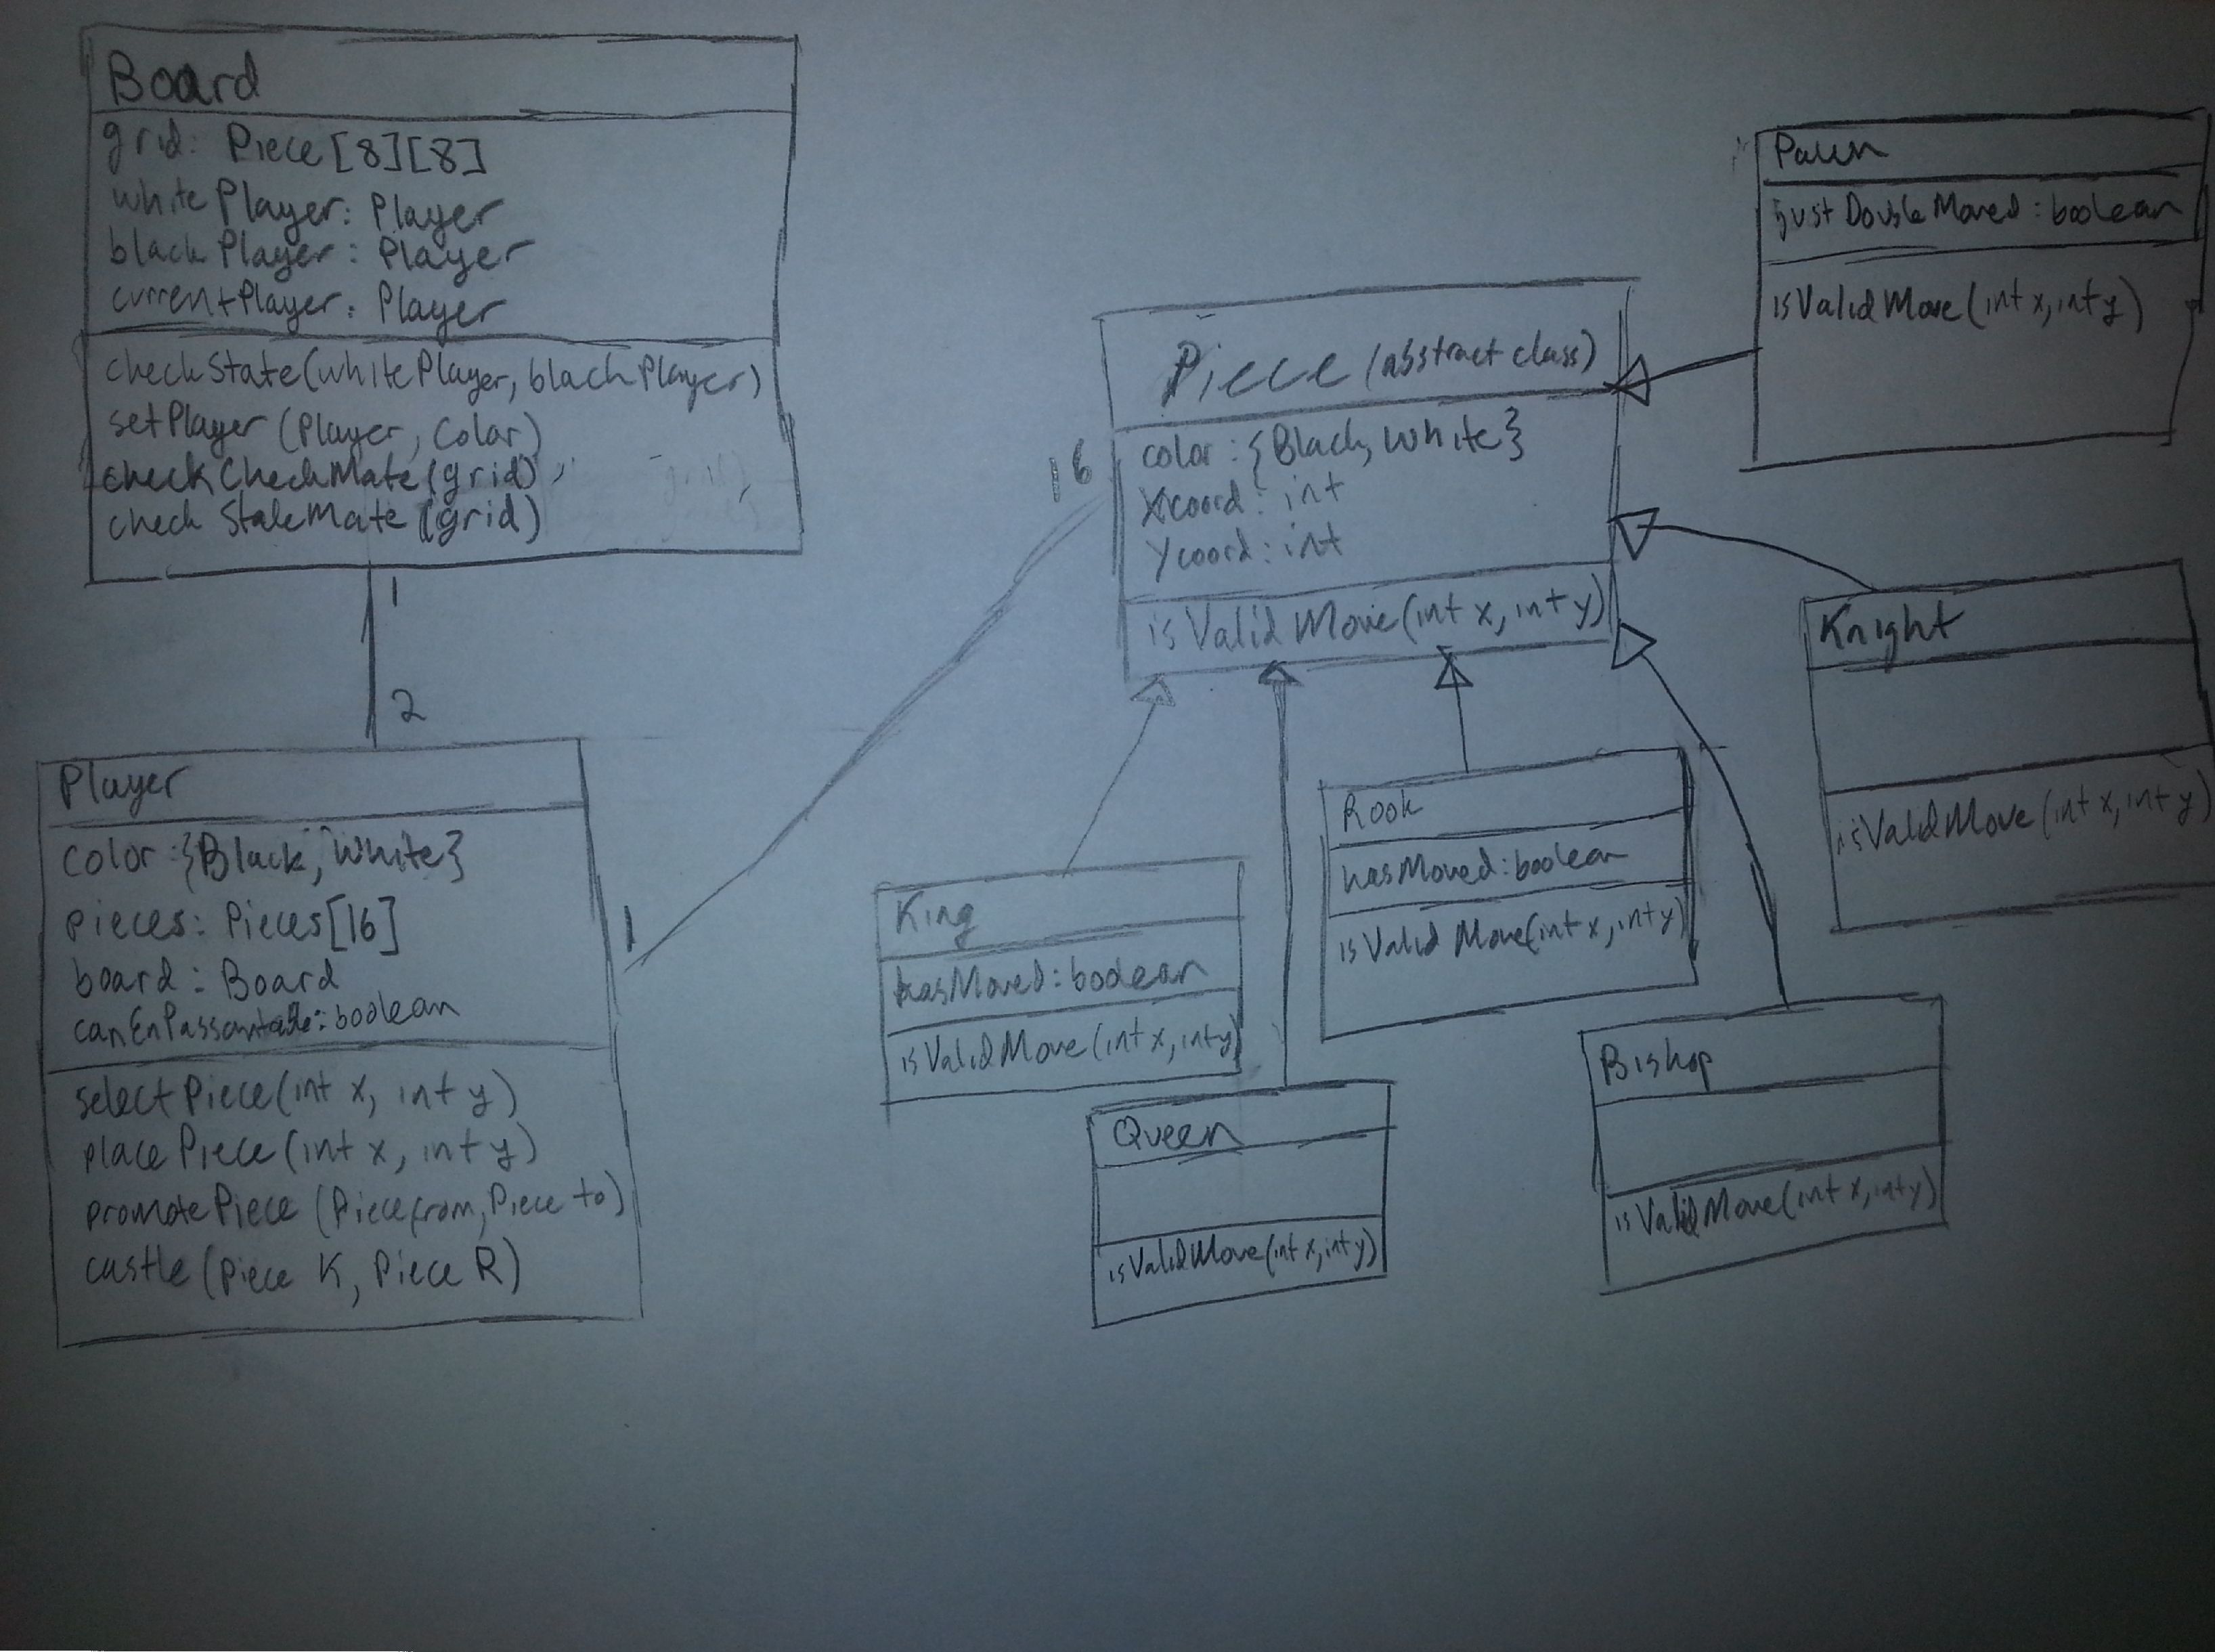 Board
grid: Piece[8][8]
whitePlayer: Player
blackPlayer: Player
currentPlayer: Player
checkState(whitePlayer, blackPlayer)
setPlayer(Player, Color)
checkCheckMate(grid)
check StaleMate (grid)
1
2
Player
color:{Black, White}
pieces: Pieces[16]
board: Board
boolean
selectPiece(int x, int y)
placePiece(int x, int y)
promotePiece (Piece from, Piece to)
castle (Piece K, Piece R)
1
16
Piece (abstract class)
color:{Black, White}
Xcoord: int
Ycoord: int
isValidMove(int x, int y)
Pawn
justDoubleMoved: boolean
isValidMove(int x, int y)
Knight
isValidMove(int x, int y)
Rook
hasMoved: boolean
isValidMove(int x, int y)
King
hasMoved: boolean
isValidMove(int x, int y)
Queen
isValidMove(int x, int y)
Bishop
isValidMove(int x, int y)